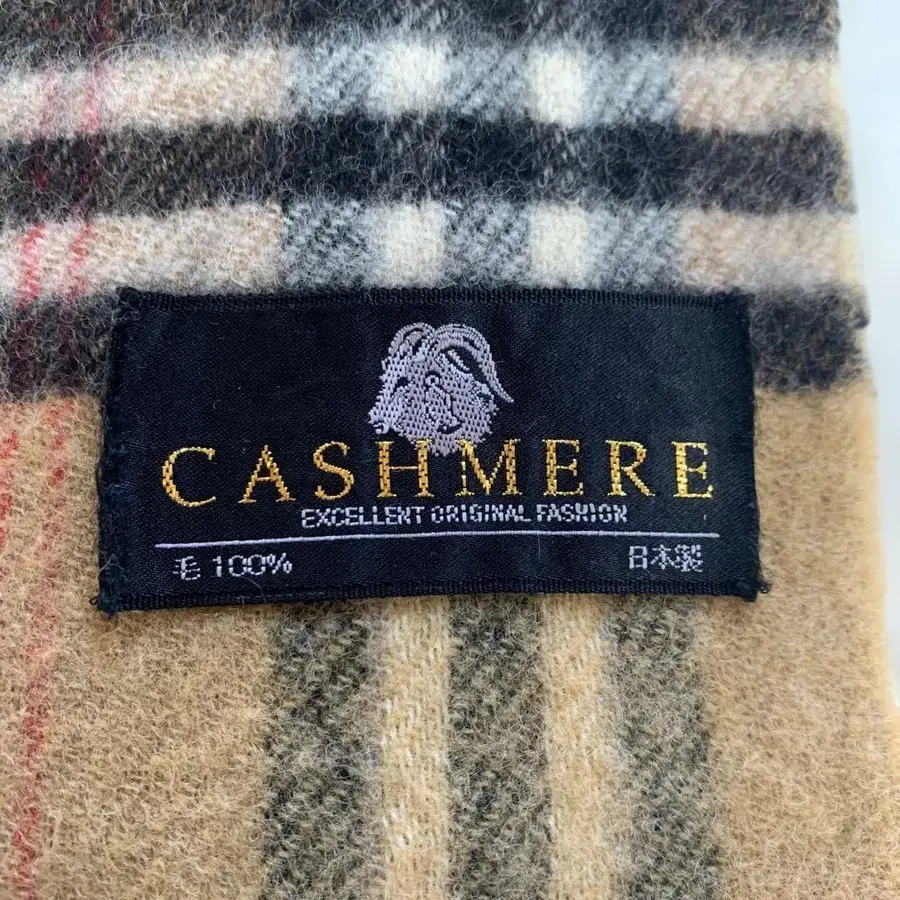 CASHMERE
EXCELLENT ORIGINAL FASHION
毛 100% 日本製